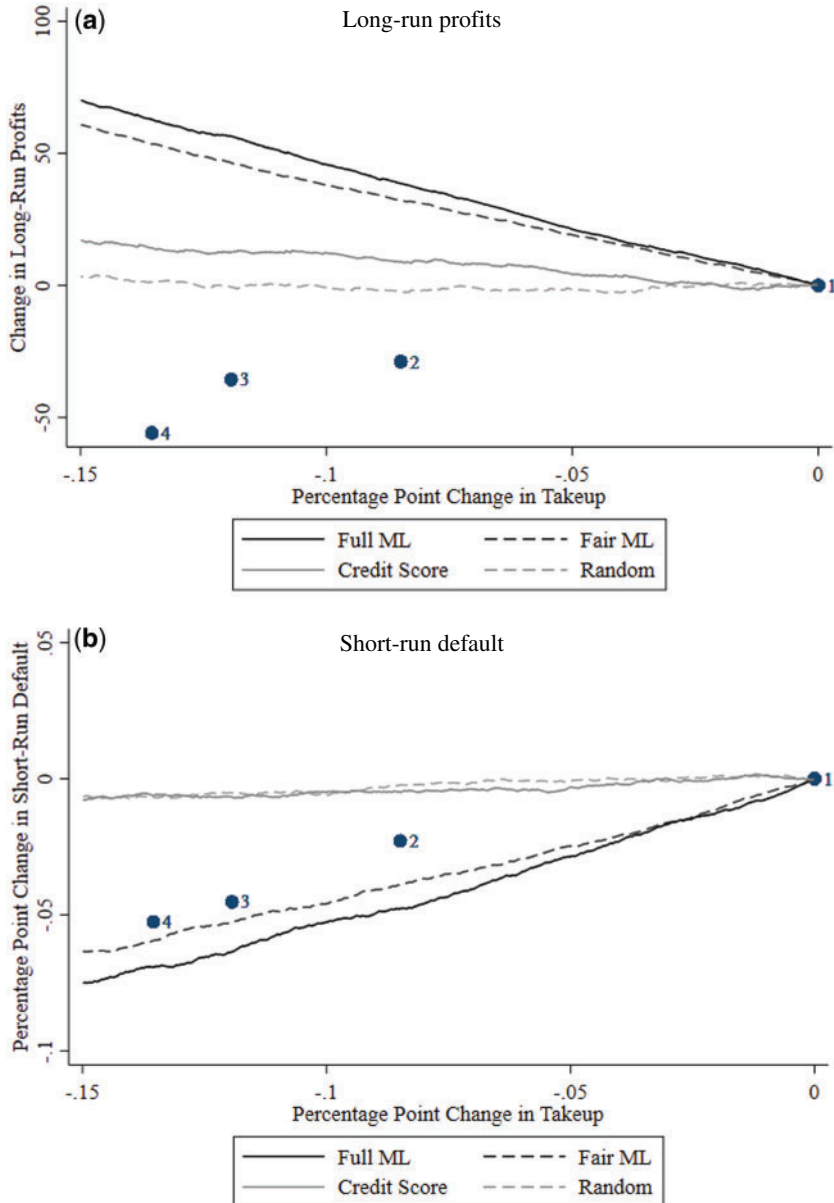 (a)
Long-run profits
Change in Long-Run Profits
100
50
0
-50
1
2
3
4
-.15
-.1
-.05
0
Percentage Point Change in Takeup
Full ML
Fair ML
Credit Score
Random
(b)
Short-run default
Percentage Point Change in Short-Run Default
.05
0
-.05
-.1
1
2
3
4
-.15
-.1
-.05
0
Percentage Point Change in Takeup
Full ML
Fair ML
Credit Score
Random